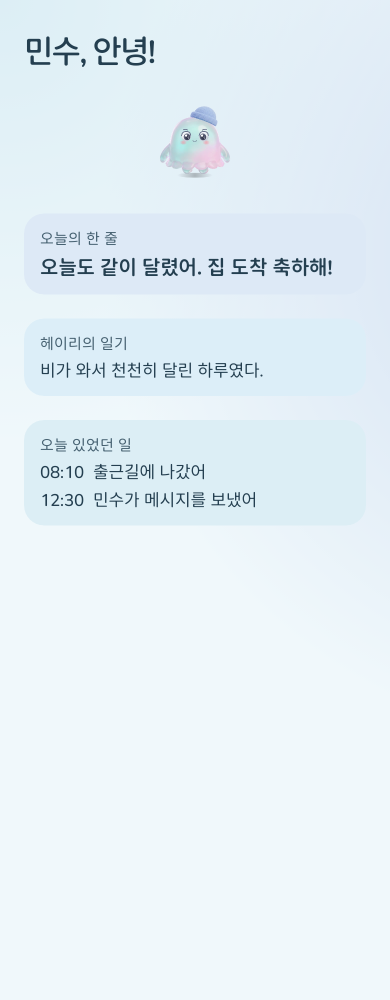 민수, 안녕!
오늘의 한 줄
오늘도 같이 달렸어. 집 도착 축하해!
헤이리의 일기
비가 와서 천천히 달린 하루였다.
오늘 있었던 일
08:10 출근길에 나갔어
12:30 민수가 메시지를 보냈어